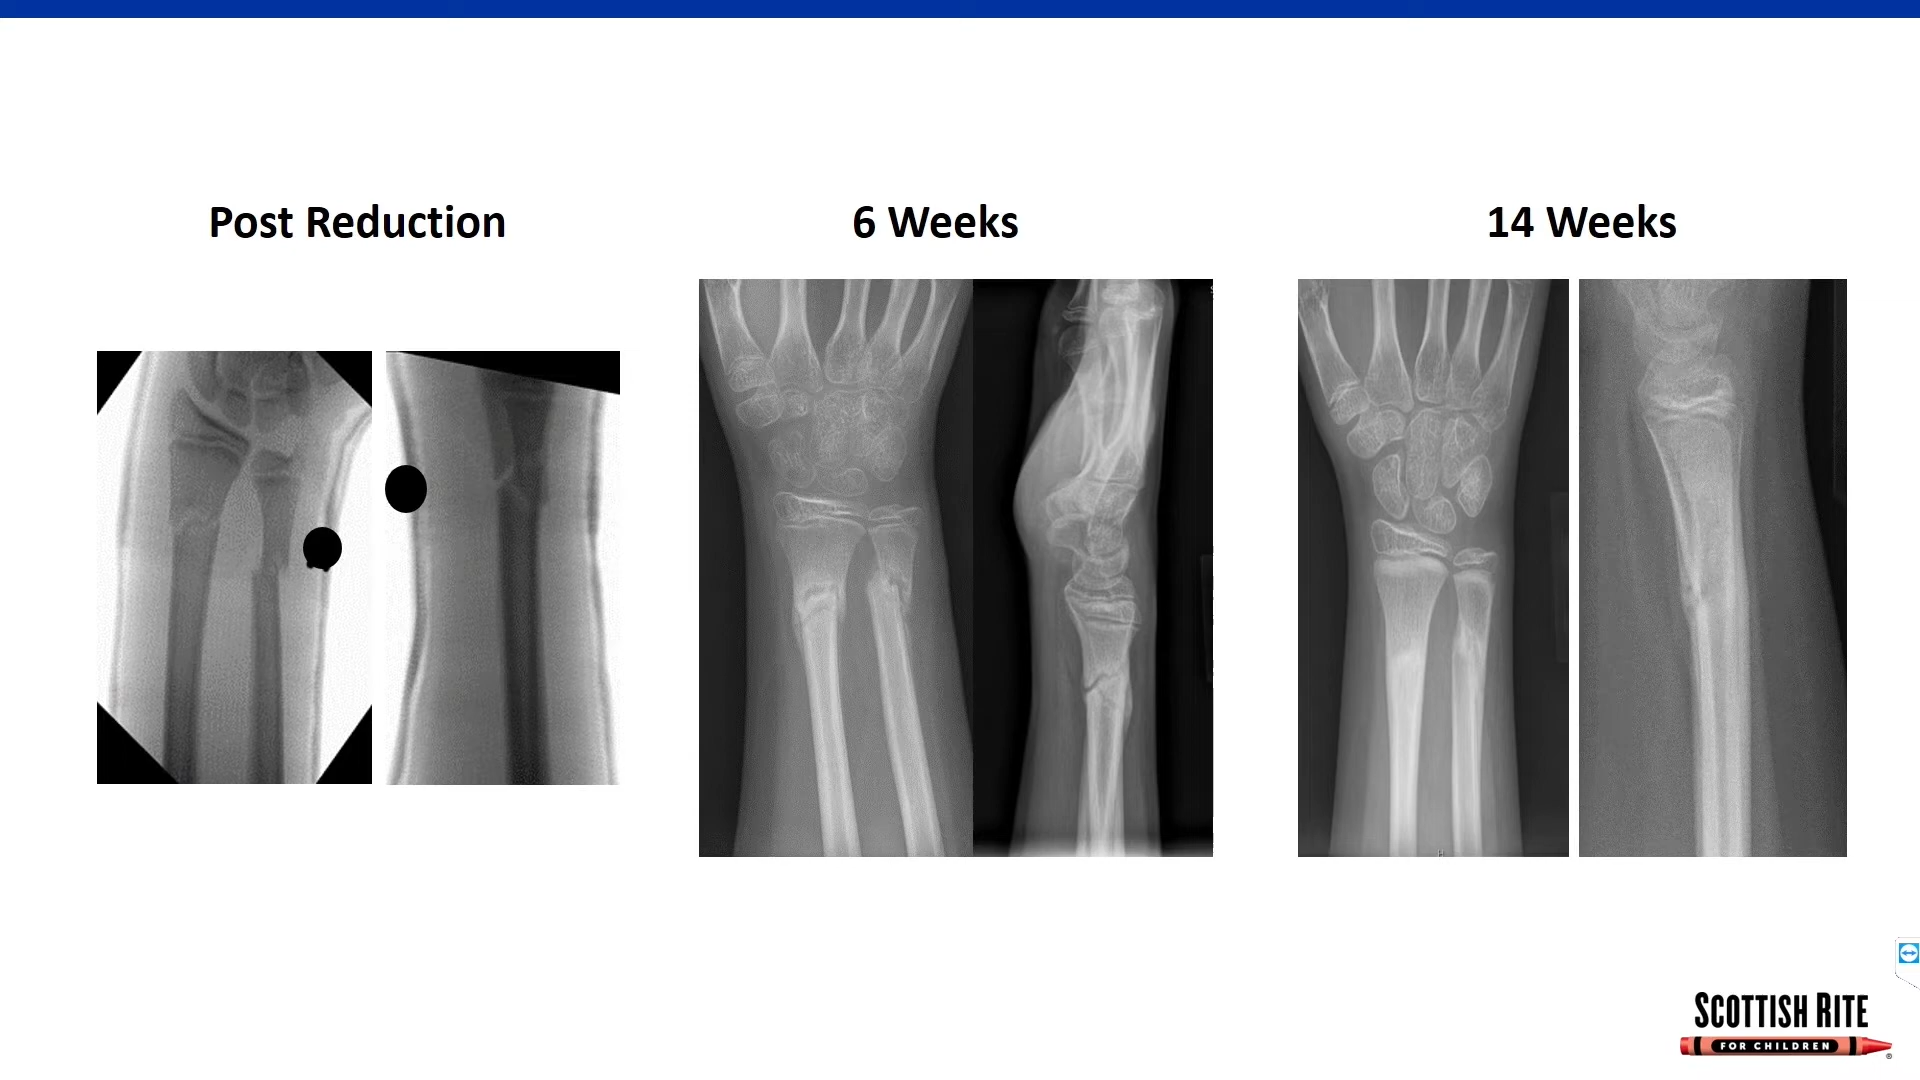 Post Reduction
6 Weeks
14 Weeks
SCOTTISH RITE
FOR CHILDREN
®